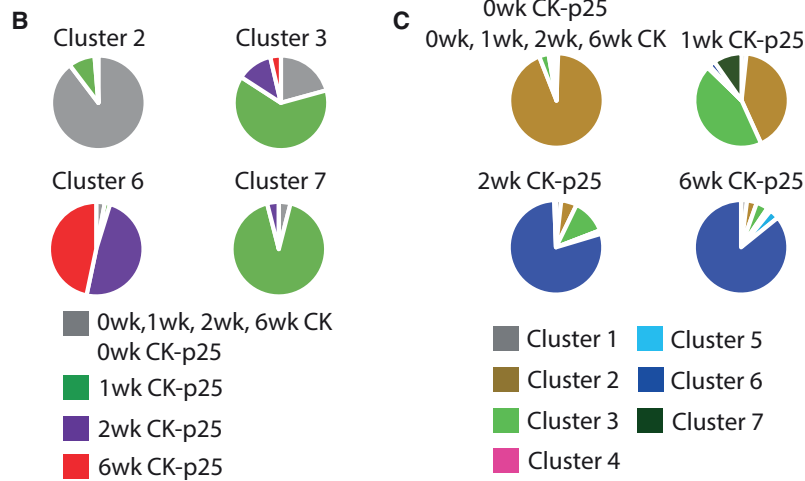 B
Cluster 2
Cluster 3
Cluster 6
Cluster 7
0wk,1wk, 2wk, 6wk CK
0wk CK-p25
1wk CK-p25
2wk CK-p25
6wk CK-p25
C
0wk CK-p25
0wk, 1wk, 2wk, 6wk CK
1wk CK-p25
2wk CK-p25
6wk CK-p25
Cluster 1
Cluster 2
Cluster 3
Cluster 4
Cluster 5
Cluster 6
Cluster 7